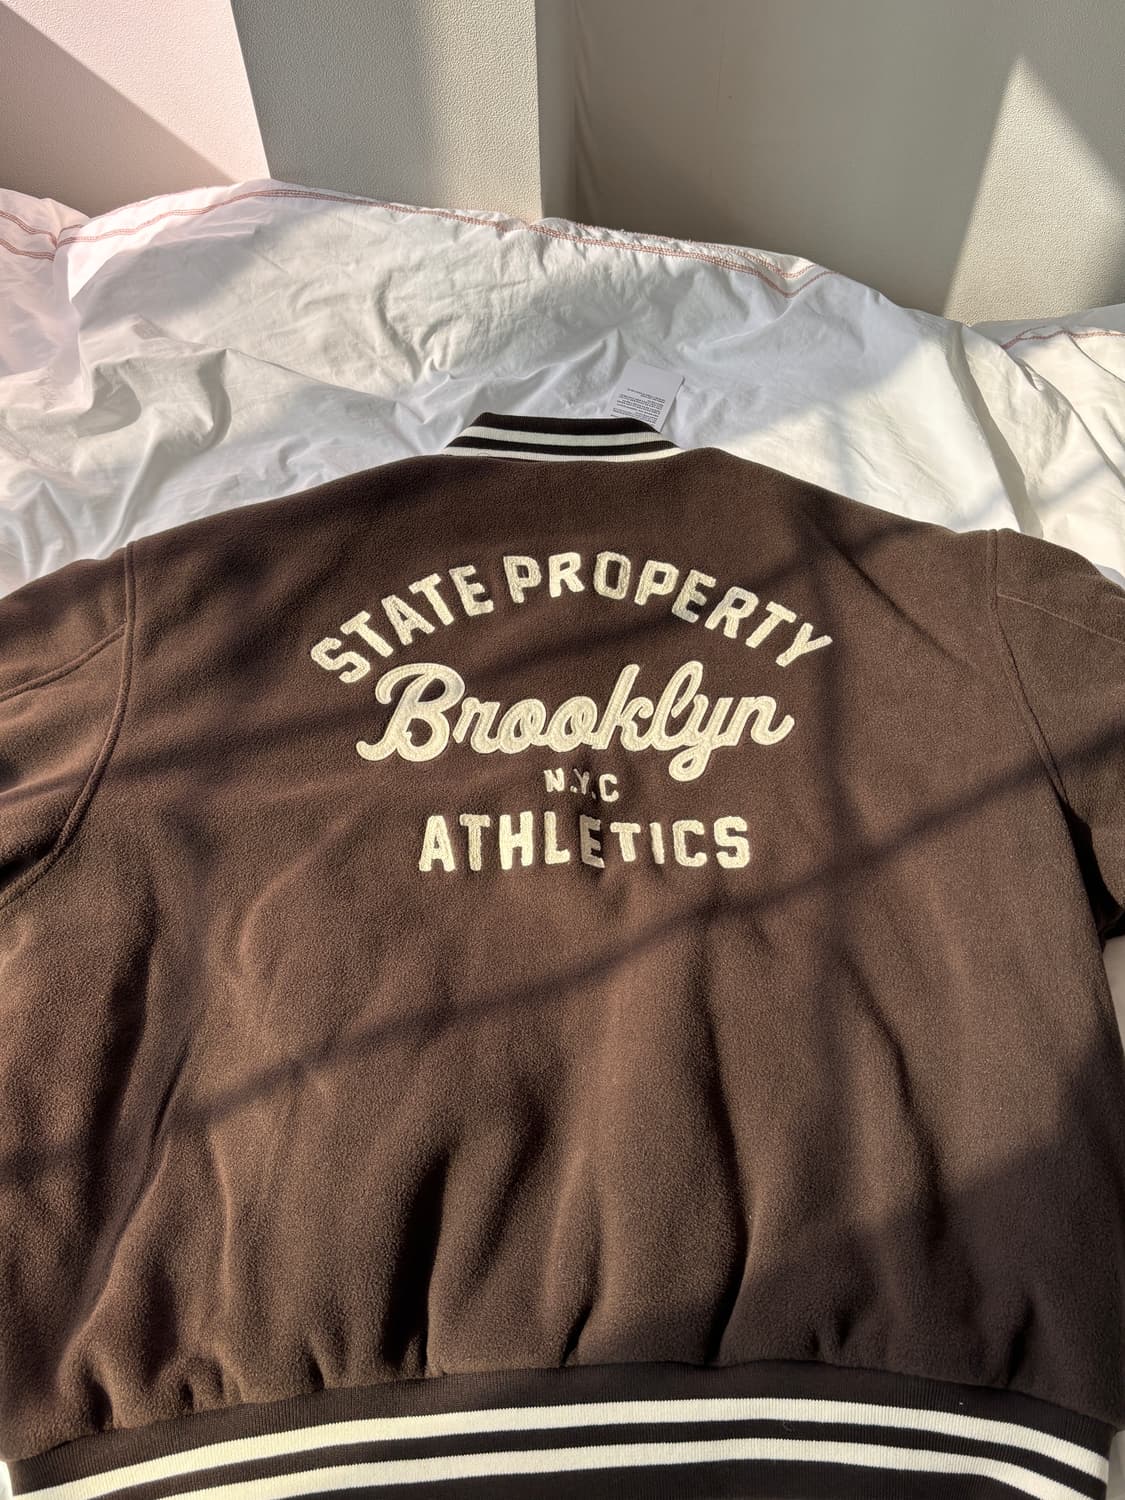 STATE PROPERTY
Brooklyn
N.Y.C
ATHLETICS